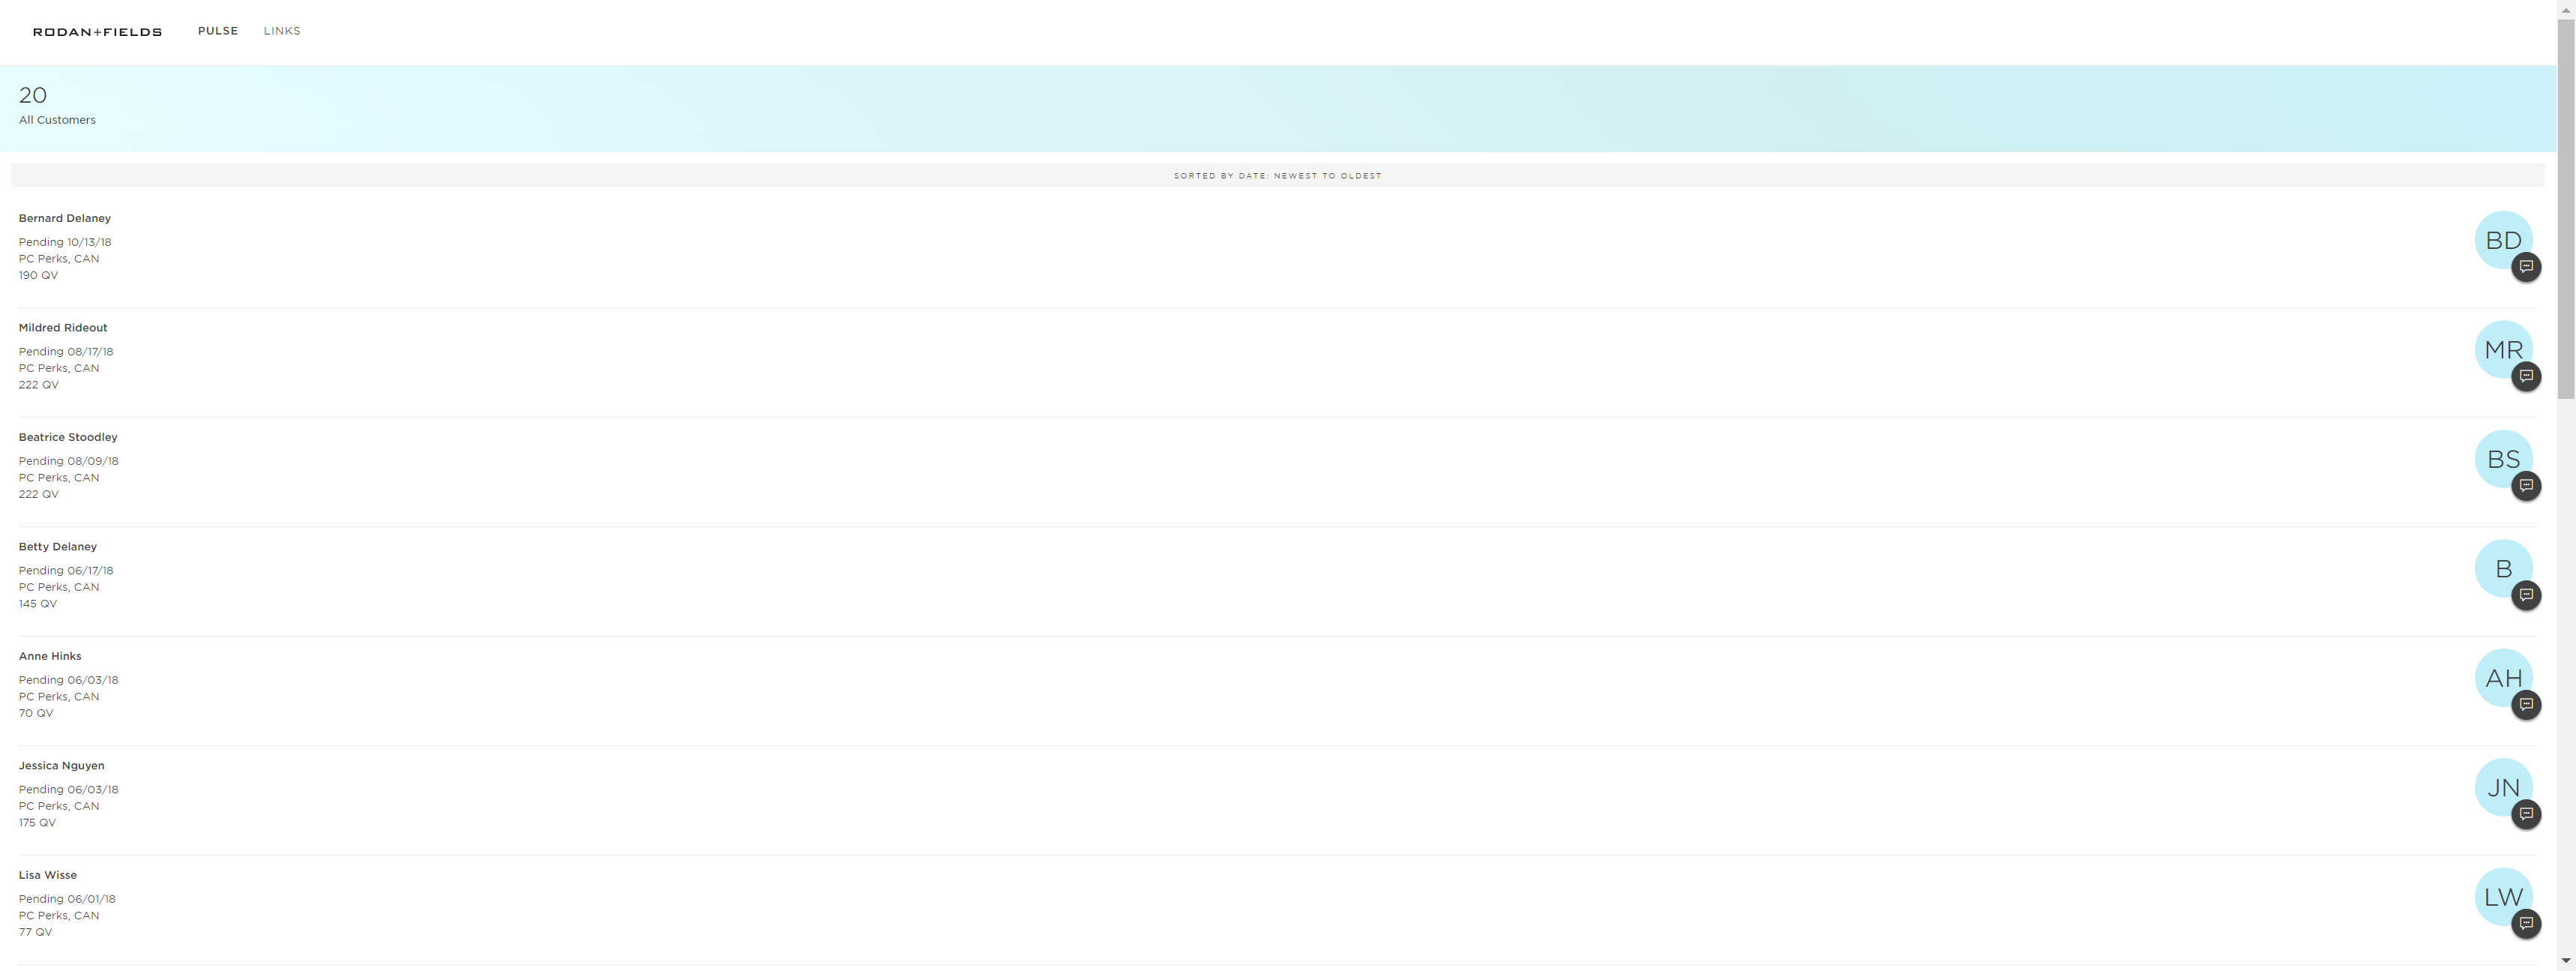 RODAN+FIELDS PULSE LINKS
20
All Customers
SORTED BY DATE: NEWEST TO OLDEST
Bernard Delaney
Pending 10/13/18
PC Perks, CAN
190 QV
BD
Mildred Rideout
Pending 08/17/18
PC Perks, CAN
222 QV
MR
Beatrice Stoodley
Pending 08/09/18
PC Perks, CAN
222 QV
BS
Betty Delaney
Pending 06/17/18
PC Perks, CAN
145 QV
B
Anne Hinks
Pending 06/03/18
PC Perks, CAN
70 QV
AH
Jessica Nguyen
Pending 06/03/18
PC Perks, CAN
175 QV
JN
Lisa Wisse
Pending 06/01/18
PC Perks, CAN
77 QV
LW